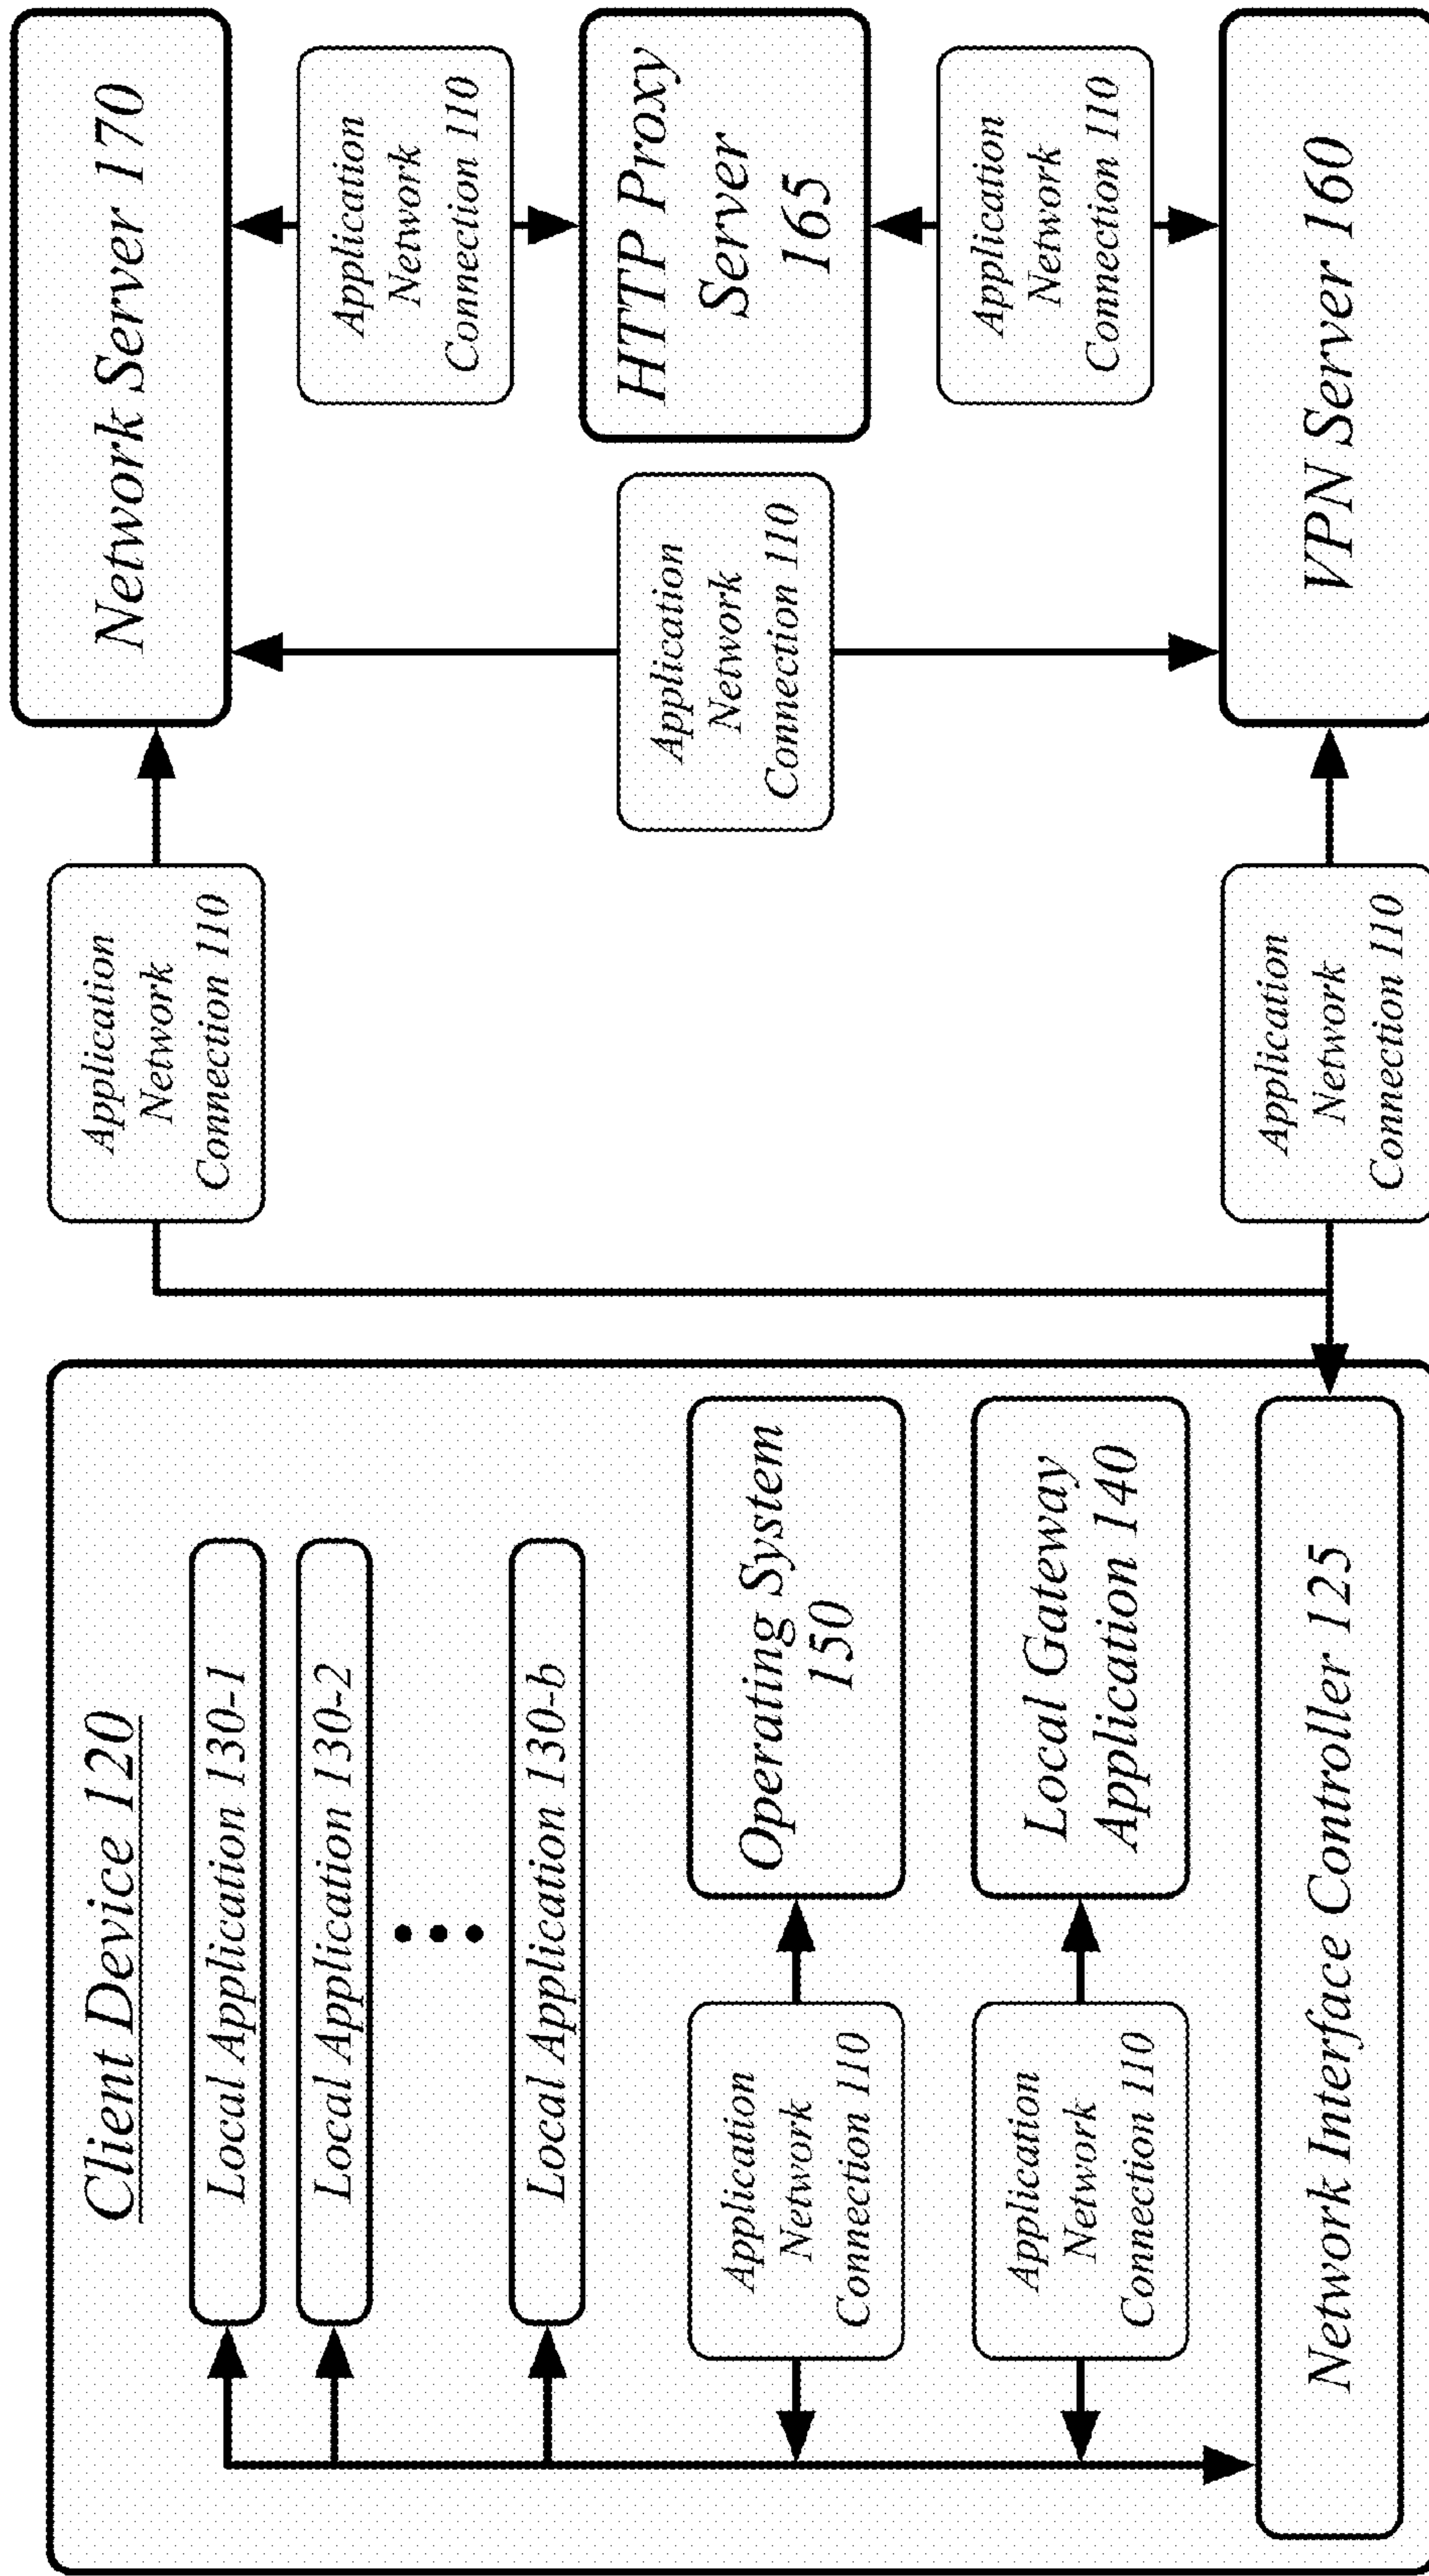 Client Device 120
Local Application 130-1
Local Application 130-2
Local Application 130-b
Application
Network
Connection 110
Operating System
150
Application
Network
Connection 110
Local Gateway
Application 140
Network Interface Controller 125
Application
Network
Connection 110
Network Server 170
Application
Network
Connection 110
Application
Network
Connection 110
HTTP Proxy
Server
165
Application
Network
Connection 110
Application
Network
Connection 110
VPN Server 160